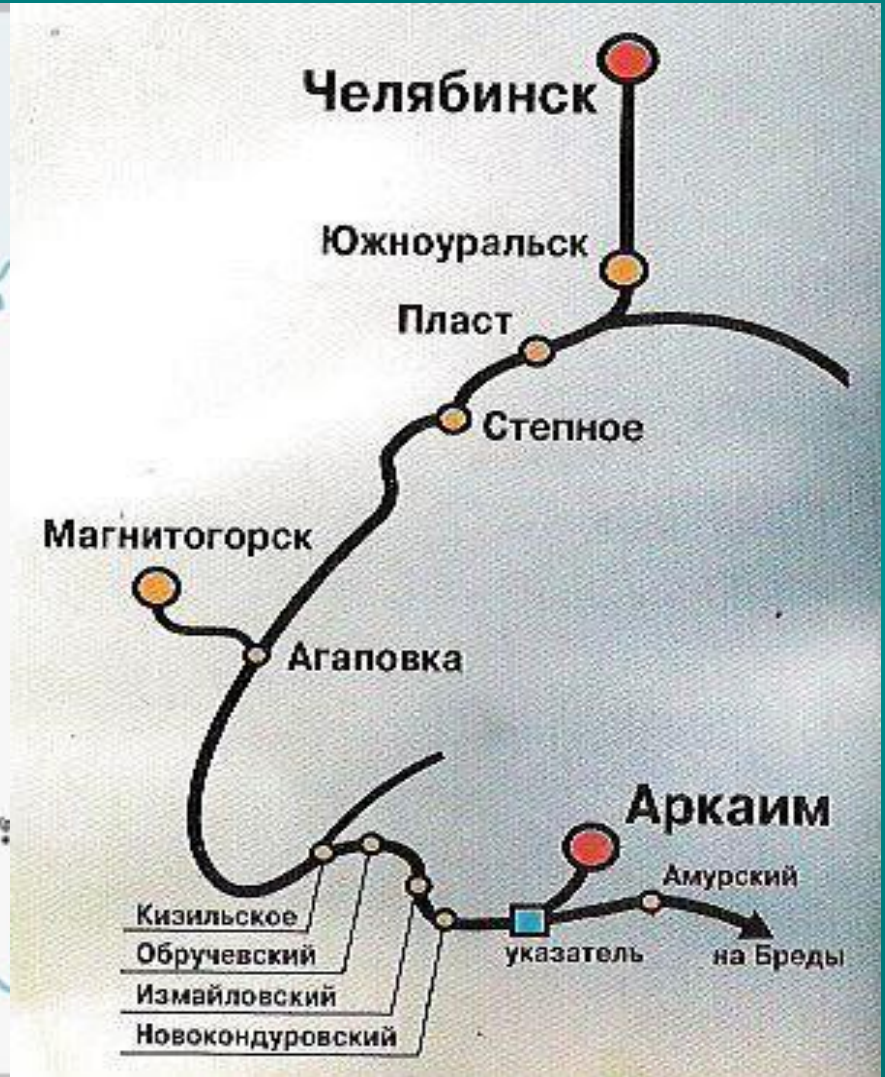 Челябинск
Южноуральск
Пласт
Степное
Магнитогорск
Агаповка
Аркаим
Амурский
Кизильское
Обручевский
указатель
на Бреды
Измайловский
Новокондуровский